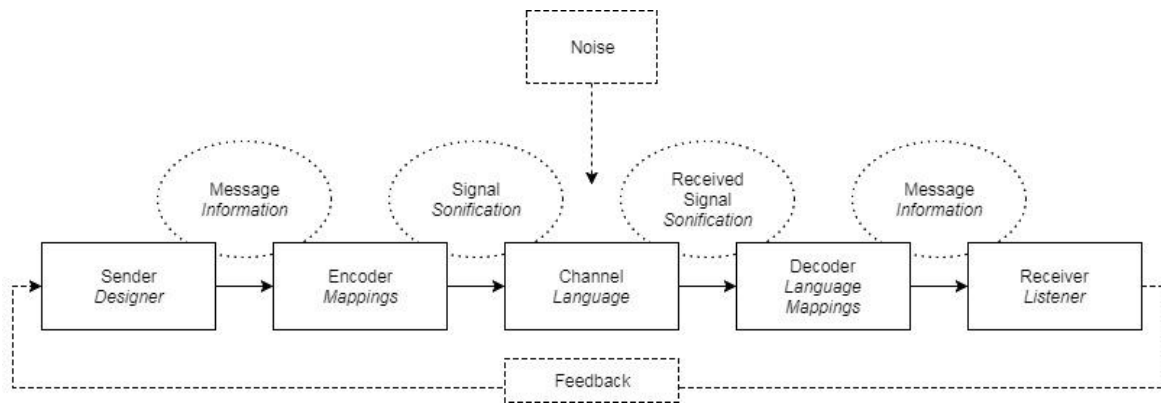 Noise
Message
Information
Signal
Sonification
Received
Signal
Sonification
Message
Information
Sender
Designer
Encoder
Mappings
Channel
Language
Decoder
Language
Mappings
Receiver
Listener
Feedback